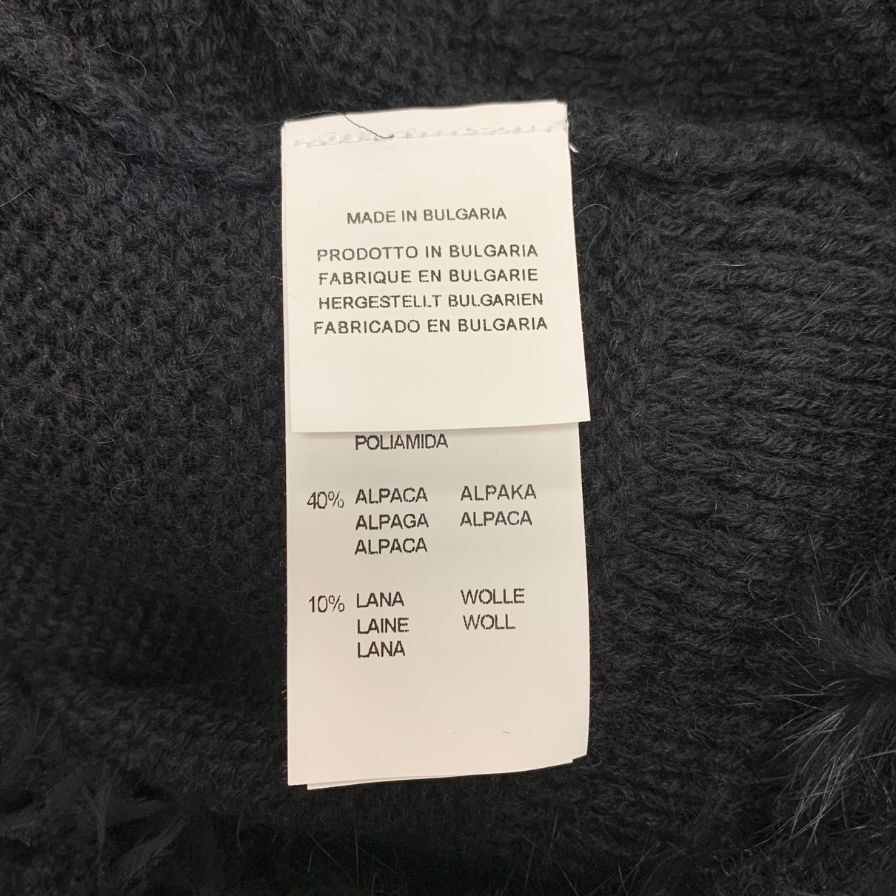 MADE IN BULGARIA
PRODOTTO IN BULGARIA
FABRIQUE EN BULGARIE
HERGESTELLT BULGARIEN
FABRICADO EN BULGARIA
POLIAMIDA
40% ALPACA ALPAKA
ALPAGA ALPACA
ALPACA
10% LANA WOLLE
LAINE WOLL
LANA